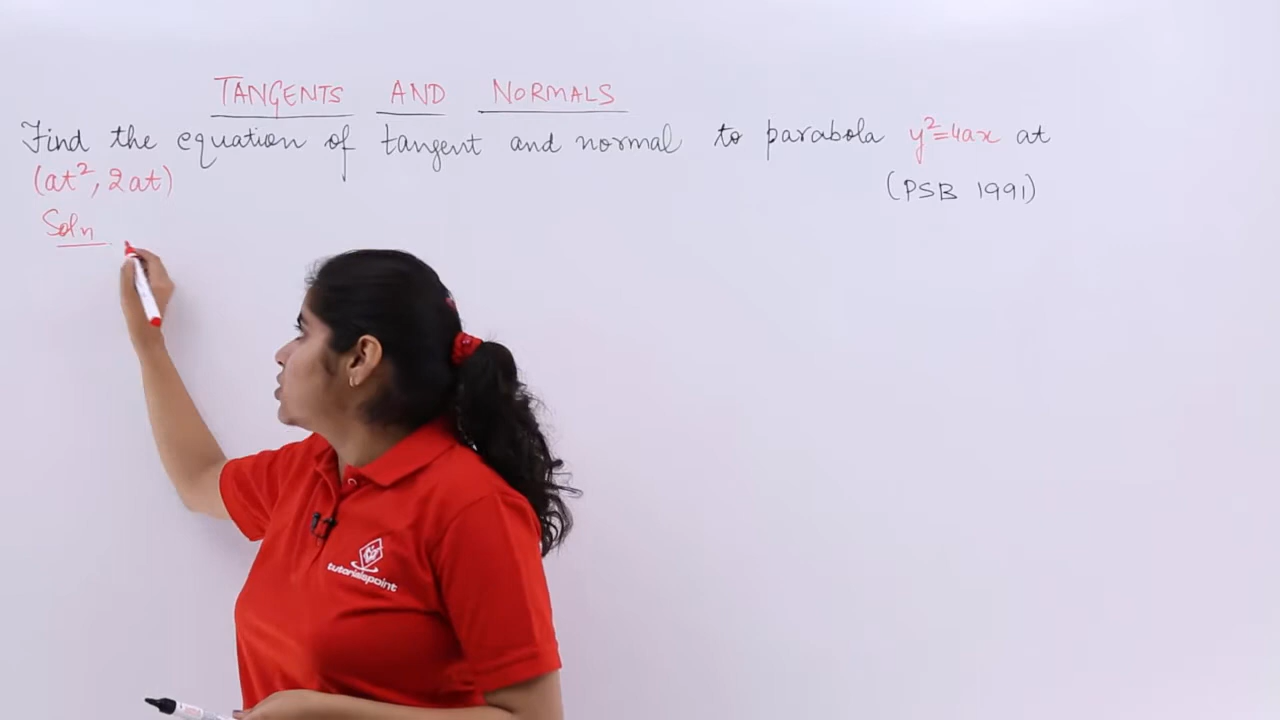 TANGENTS AND NORMALS
Find the equation of tangent and normal to parabola y²=4ax at
(at², 2at)
(PSB 1991)
Soln
tutorialspoint